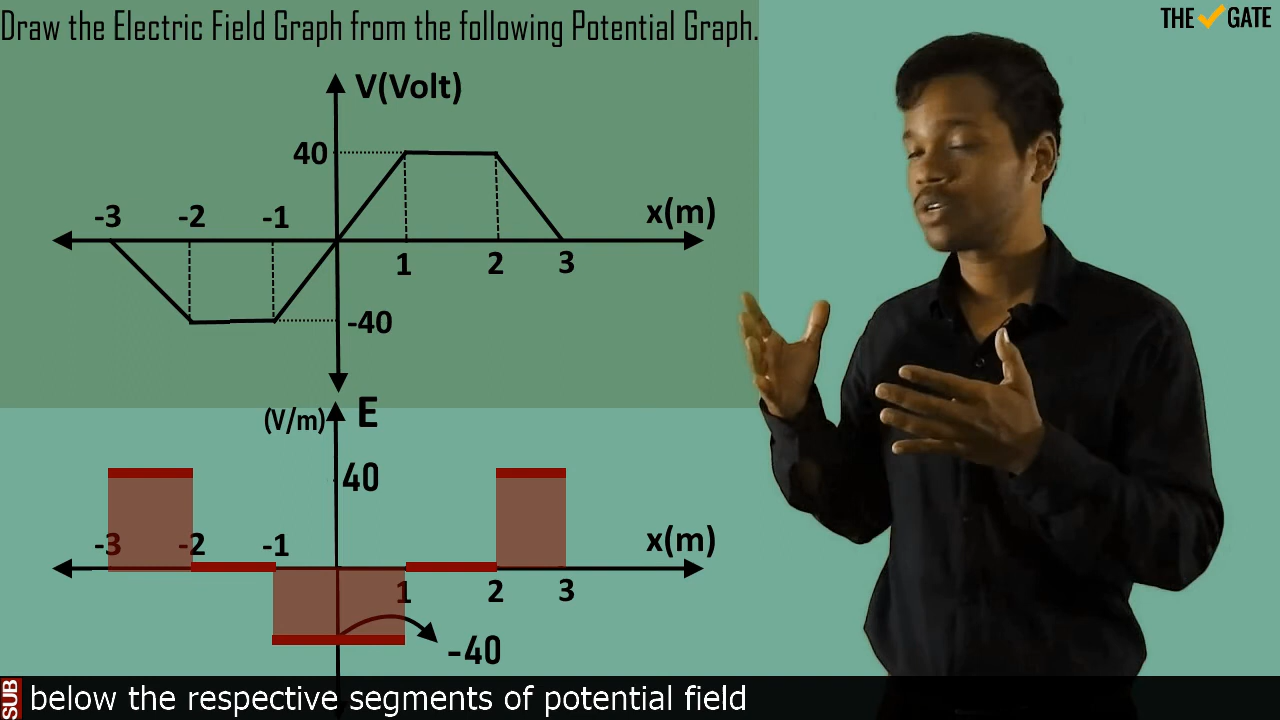 Draw the Electric Field Graph from the following Potential Graph.
THE GATE
V(Volt)
40
-3 -2 -1
x(m)
1 2 3
-40
(V/m) E
40
-3 -2 -1
x(m)
1 2 3
-40
SUB
below the respective segments of potential field